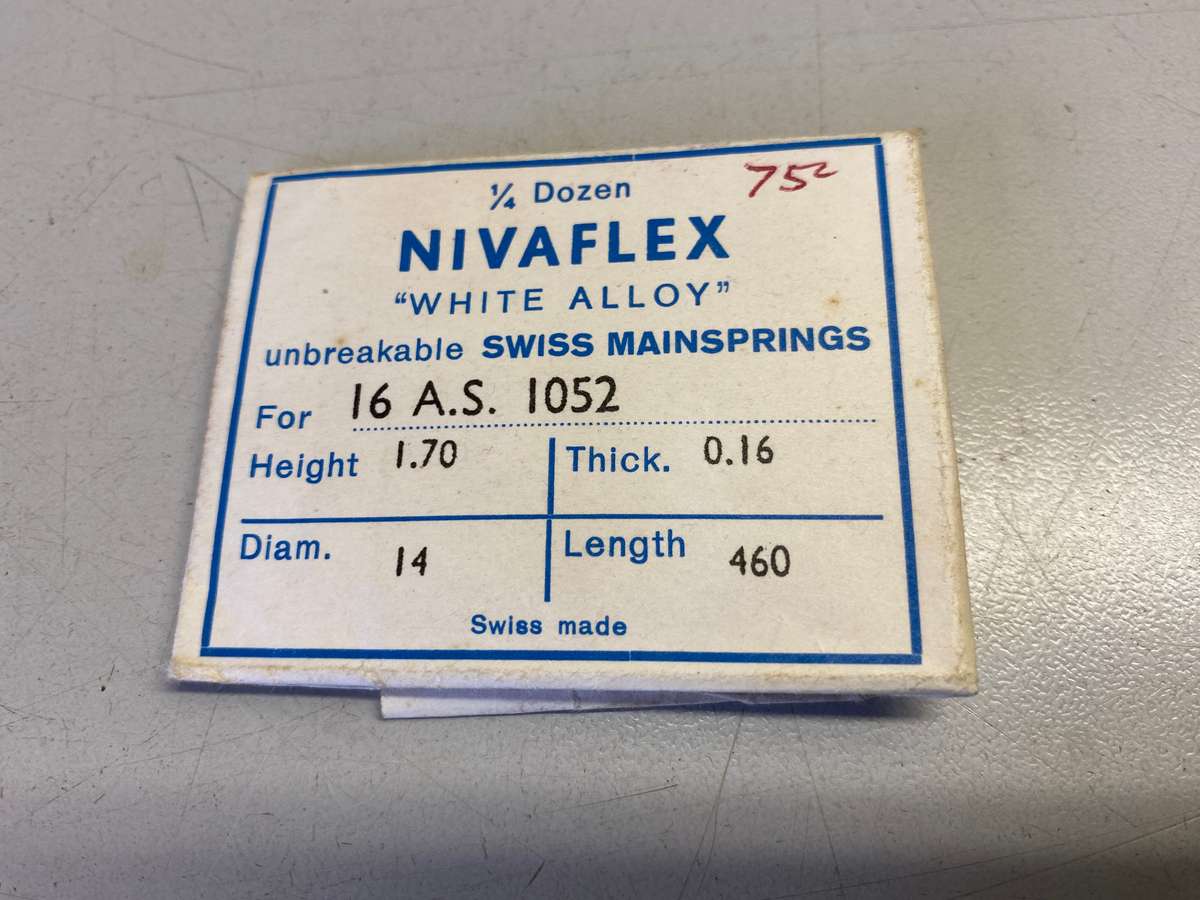 ¼ Dozen 75²
NIVAFLEX
“WHITE ALLOY”
unbreakable SWISS MAINSPRINGS
For 16 A.S. 1052
Height 1.70 Thick. 0.16
Diam. 14 Length 460
Swiss made